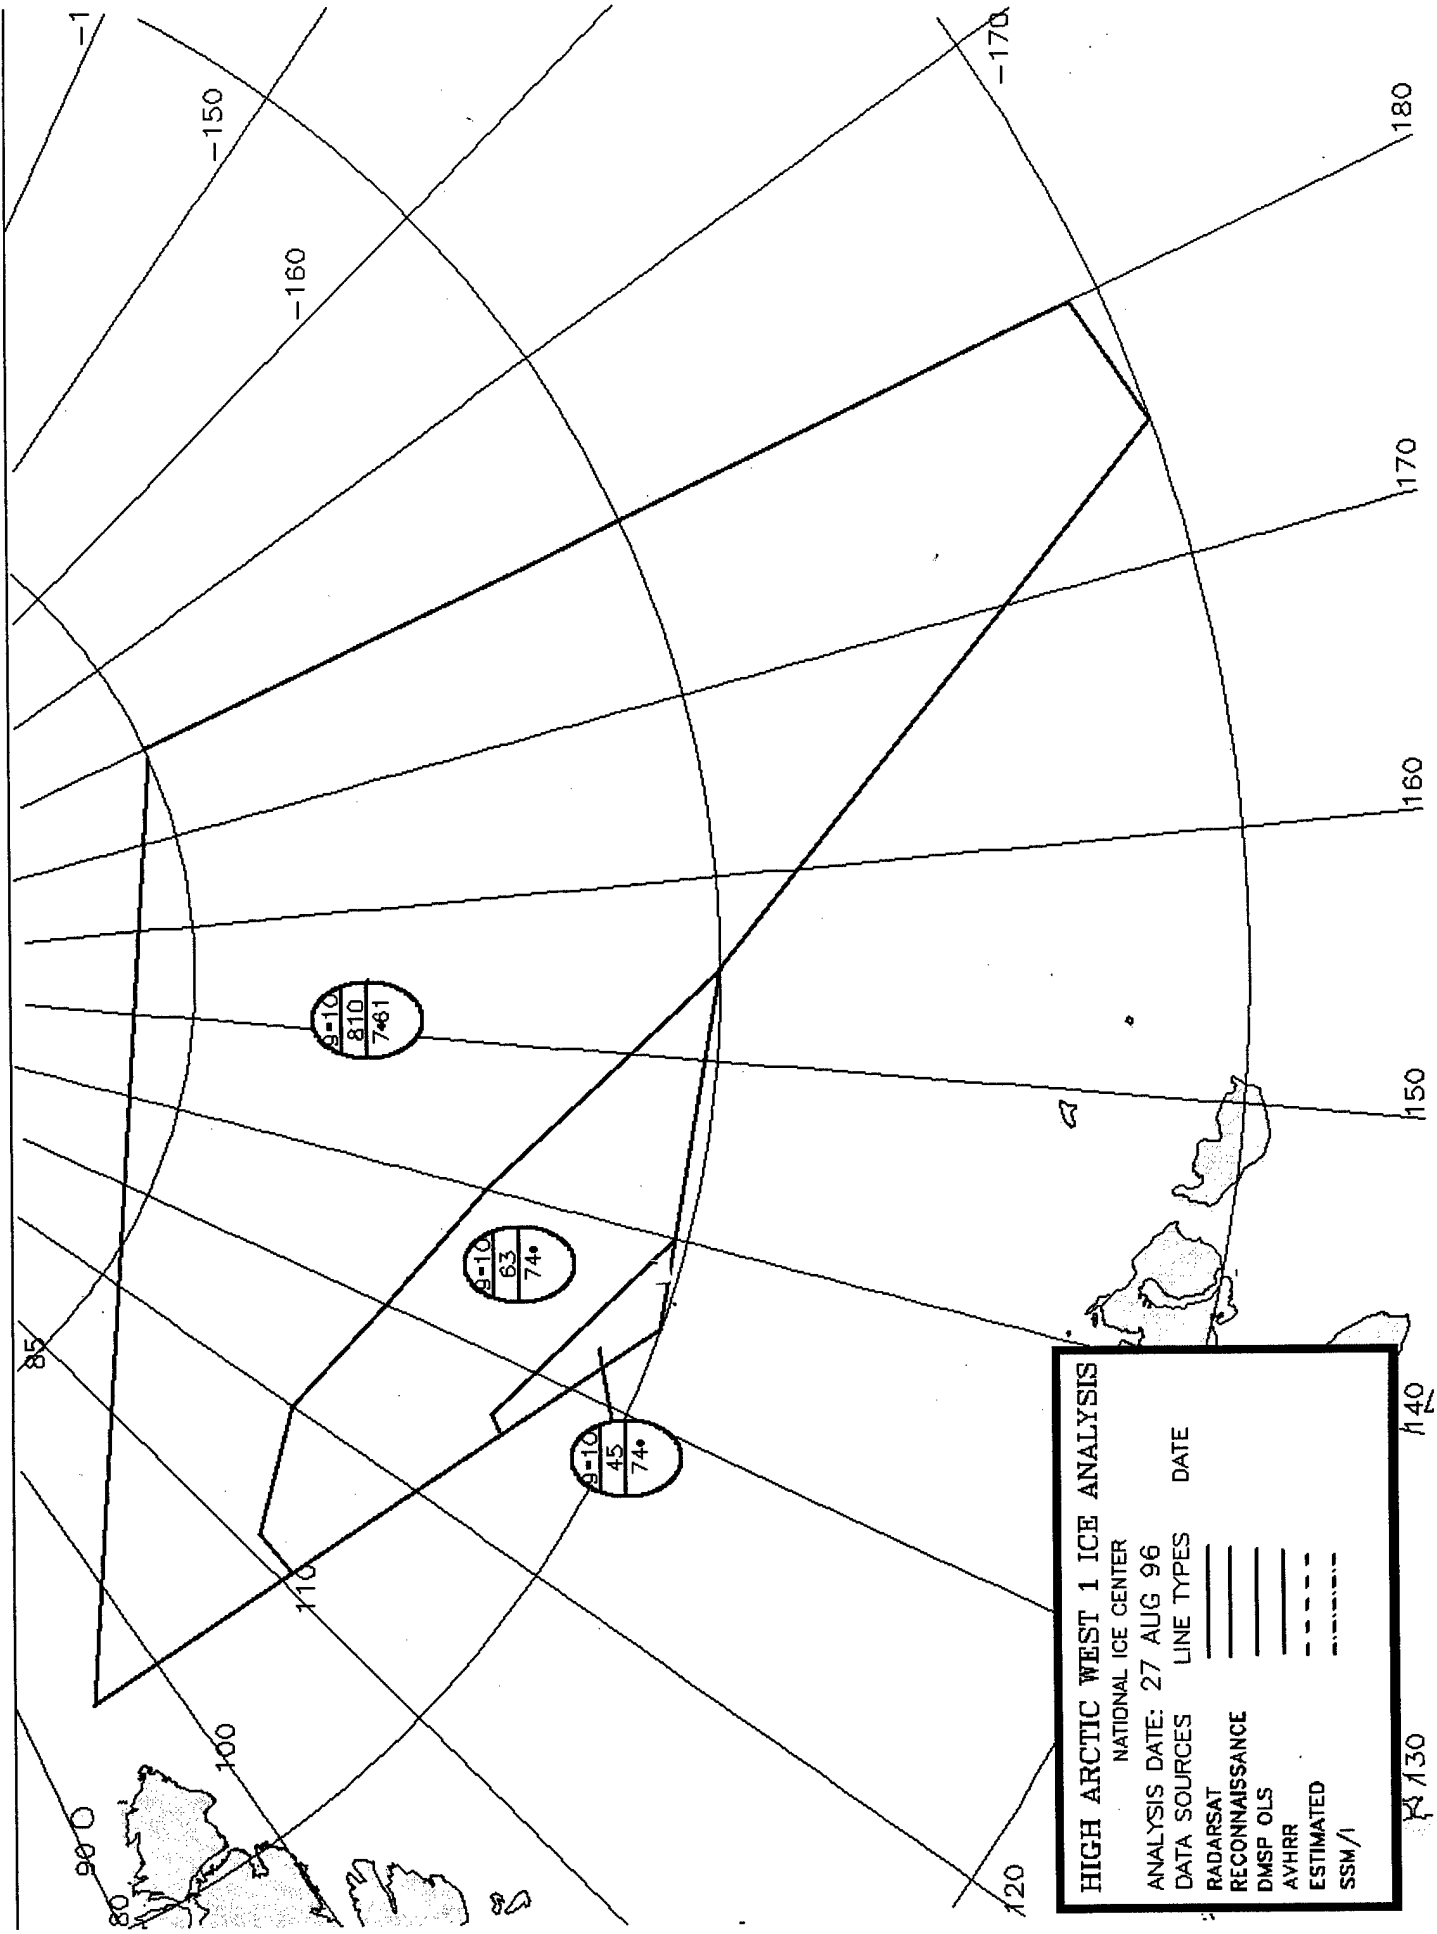 -1
-150
-160
-170
180
170
160
150
140
130
120
110
100
90
80
85
9-10
810
7•61
9-10
63
74•
9-10
45
74•
HIGH ARCTIC WEST 1 ICE ANALYSIS
NATIONAL ICE CENTER
ANALYSIS DATE: 27 AUG 96
DATA SOURCES LINE TYPES DATE
RADARSAT
RECONNAISSANCE
DMSP OLS
AVHRR
ESTIMATED
SSM/I